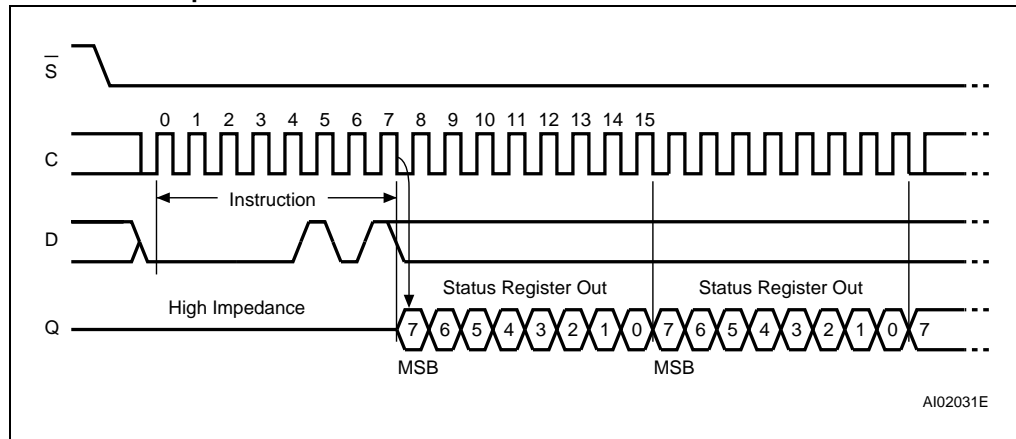 S
0 1 2 3 4 5 6 7 8 9 10 11 12 13 14 15
C
Instruction
D
High Impedance
Status Register Out Status Register Out
Q
7 6 5 4 3 2 1 0 7 6 5 4 3 2 1 0 7
MSB MSB
AI02031E